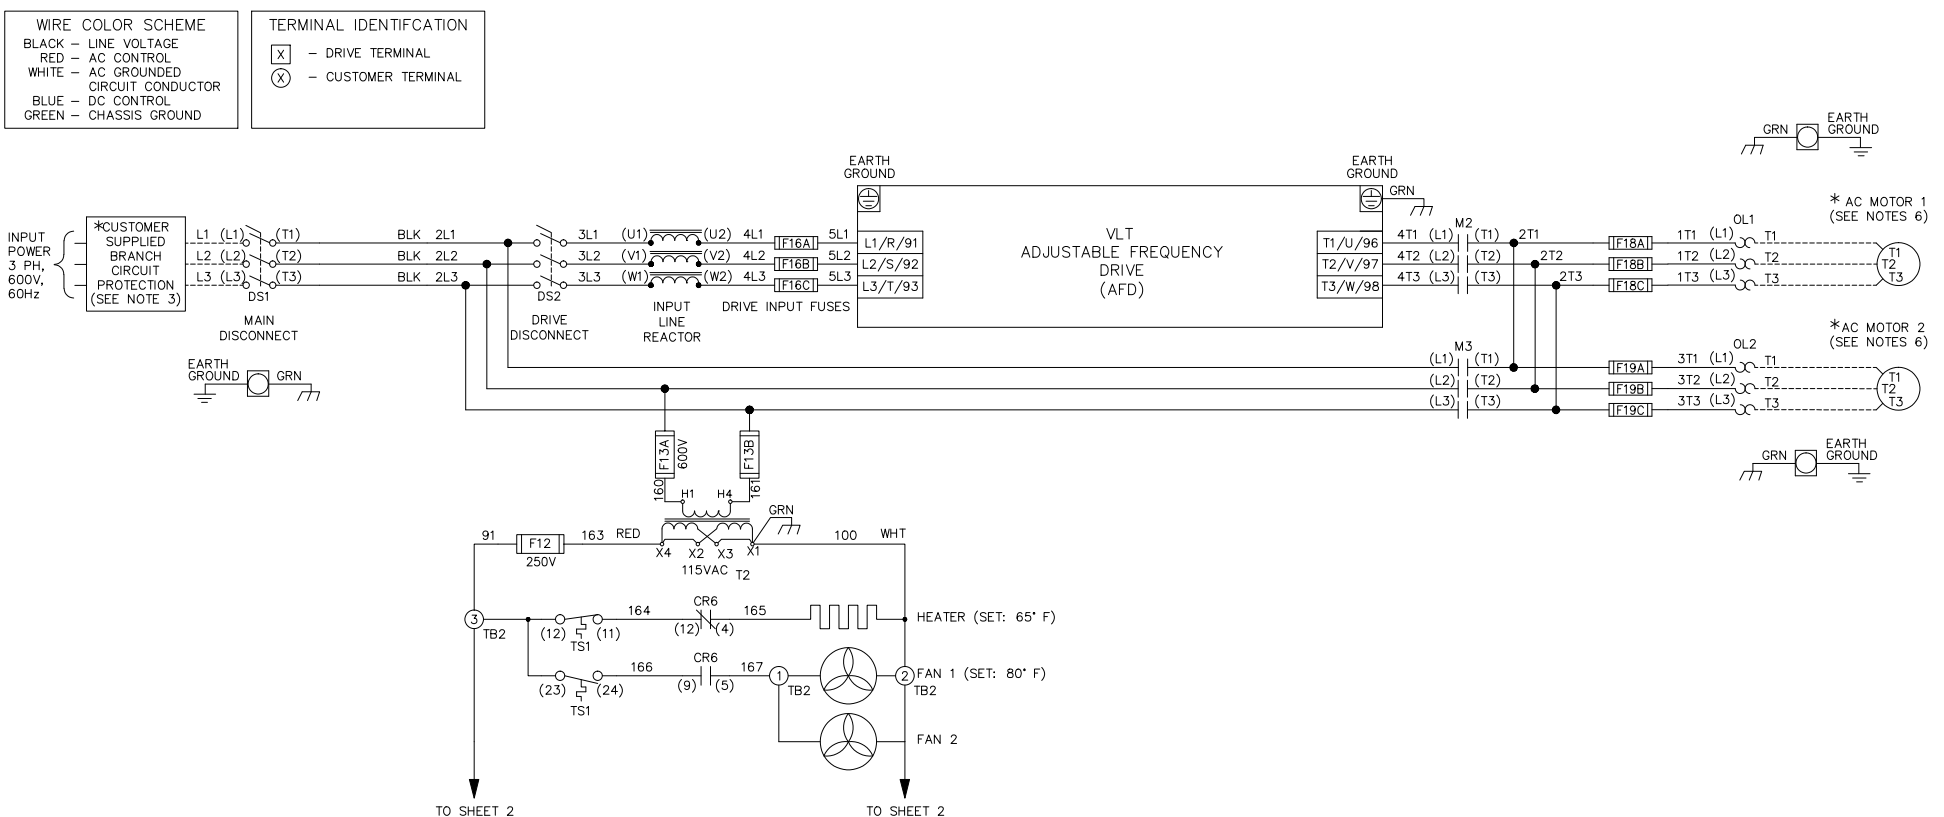 WIRE COLOR SCHEME
BLACK – LINE VOLTAGE
RED – AC CONTROL
WHITE – AC GROUNDED
CIRCUIT CONDUCTOR
BLUE – DC CONTROL
GREEN – CHASSIS GROUND
TERMINAL IDENTIFCATION
X – DRIVE TERMINAL
X – CUSTOMER TERMINAL
GRN
EARTH
GROUND
EARTH
GROUND
EARTH
GROUND
GRN
INPUT
POWER
3 PH,
600V,
60Hz
*CUSTOMER
SUPPLIED
BRANCH
CIRCUIT
PROTECTION
(SEE NOTE 3)
L1 (L1) (T1) BLK 2L1 3L1 (U1) (U2) 4L1 F16A 5L1 L1/R/91
L2 (L2) (T2) BLK 2L2 3L2 (V1) (V2) 4L2 F16B 5L2 L2/S/92
L3 (L3) (T3) BLK 2L3 3L3 (W1) (W2) 4L3 F16C 5L3 L3/T/93
DS1
MAIN
DISCONNECT
DS2
DRIVE
DISCONNECT
INPUT
LINE
REACTOR
DRIVE INPUT FUSES
VLT
ADJUSTABLE FREQUENCY
DRIVE
(AFD)
M2
OL1
T1/U/96 4T1 (L1) (T1) 2T1 F18A 1T1 (L1) T1
T2/V/97 4T2 (L2) (T2) 2T2 F18B 1T2 (L2) T2
T3/W/98 4T3 (L3) (T3) 2T3 F18C 1T3 (L3) T3
* AC MOTOR 1
(SEE NOTES 6)
T1
T2
T3
EARTH
GROUND
GRN
M3
OL2
(L1) (T1) F19A 3T1 (L1) T1
(L2) (T2) F19B 3T2 (L2) T2
(L3) (T3) F19C 3T3 (L3) T3
*AC MOTOR 2
(SEE NOTES 6)
T1
T2
T3
GRN
EARTH
GROUND
F13A
600V
F13B
160
161
H1 H4
GRN
91 F12 163 RED
250V
X4 X2 X3 X1
100 WHT
115VAC T2
3
TB2
(12) (11) 164
TS1
CR6
(12) (4) 165
HEATER (SET: 65° F)
(23) (24) 166
TS1
CR6
(9) (5) 167
1
TB2
2
TB2
FAN 1 (SET: 80° F)
FAN 2
TO SHEET 2
TO SHEET 2